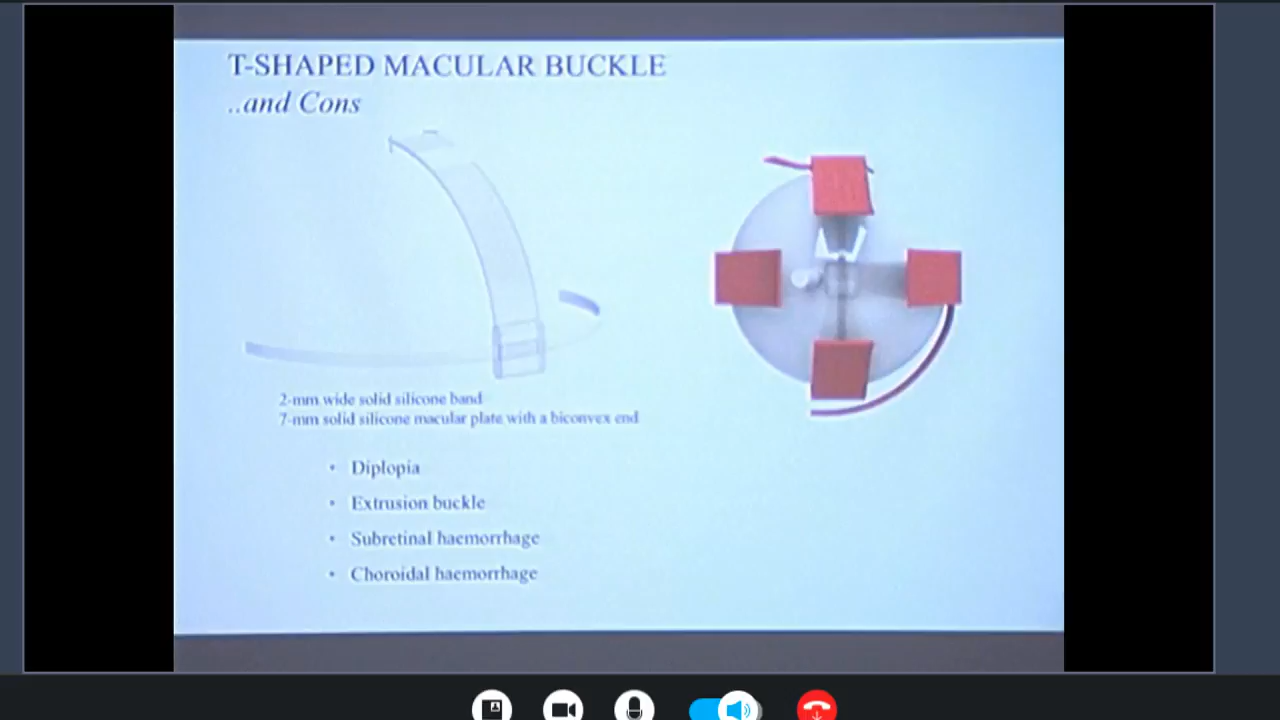 T-SHAPED MACULAR BUCKLE
..and Cons
2-mm wide solid silicone band
7-mm solid silicone macular plate with a biconvex end
• Diplopia
• Extrusion buckle
• Subretinal haemorrhage
• Choroidal haemorrhage